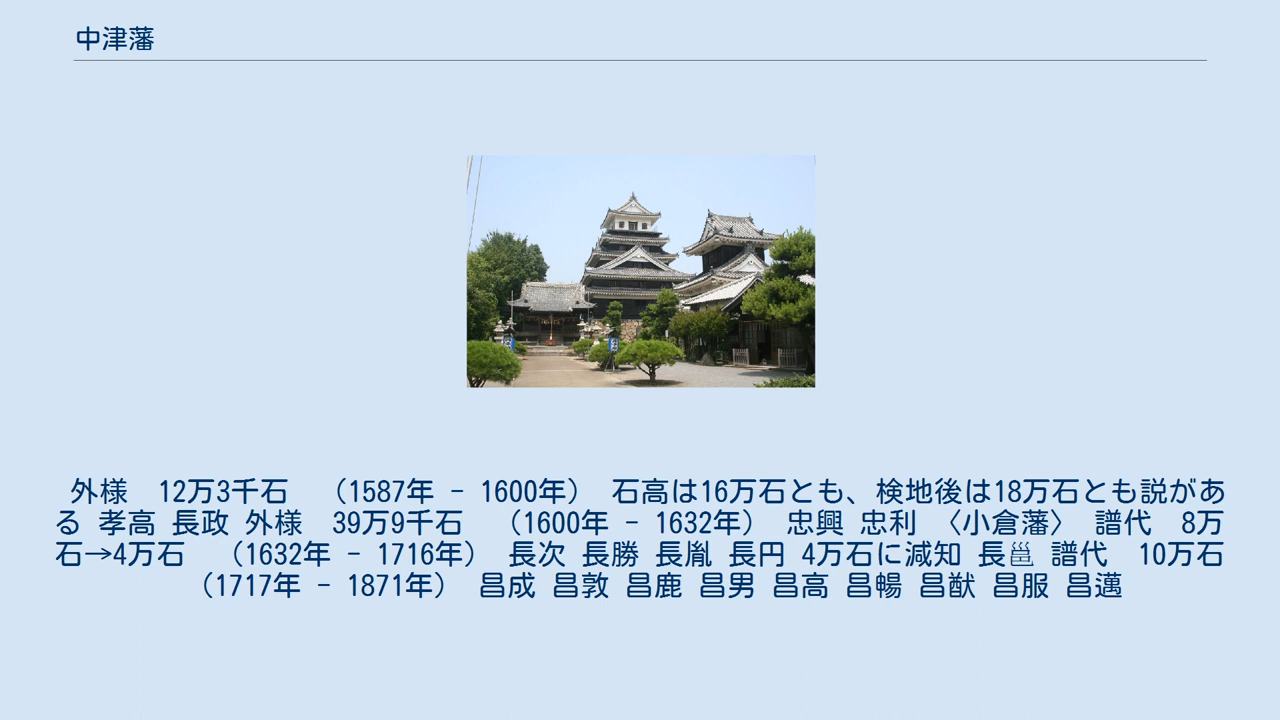 中津藩
外様　12万3千石　（1587年 - 1600年） 石高は16万石とも、検地後は18万石とも説があ
る 孝高 長政 外様　39万9千石　（1600年 - 1632年） 忠興 忠利 〈小倉藩〉 譜代　8万
石→4万石　（1632年 - 1716年） 長次 長勝 長胤 長円 4万石に減知 長邕 譜代　10万石
（1717年 - 1871年） 昌成 昌敦 昌鹿 昌男 昌高 昌暢 昌猷 昌服 昌邁